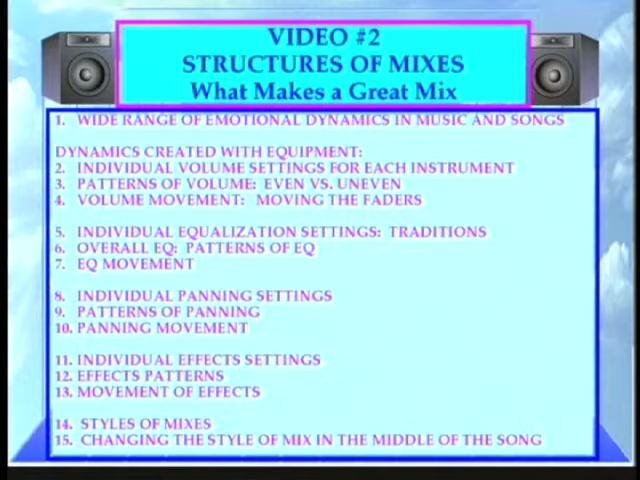 VIDEO #2
STRUCTURES OF MIXES
What Makes a Great Mix
1. WIDE RANGE OF EMOTIONAL DYNAMICS IN MUSIC AND SONGS
DYNAMICS CREATED WITH EQUIPMENT:
2. INDIVIDUAL VOLUME SETTINGS FOR EACH INSTRUMENT
3. PATTERNS OF VOLUME: EVEN VS. UNEVEN
4. VOLUME MOVEMENT: MOVING THE FADERS
5. INDIVIDUAL EQUALIZATION SETTINGS: TRADITIONS
6. OVERALL EQ: PATTERNS OF EQ
7. EQ MOVEMENT
8. INDIVIDUAL PANNING SETTINGS
9. PATTERNS OF PANNING
10. PANNING MOVEMENT
11. INDIVIDUAL EFFECTS SETTINGS
12. EFFECTS PATTERNS
13. MOVEMENT OF EFFECTS
14. STYLES OF MIXES
15. CHANGING THE STYLE OF MIX IN THE MIDDLE OF THE SONG